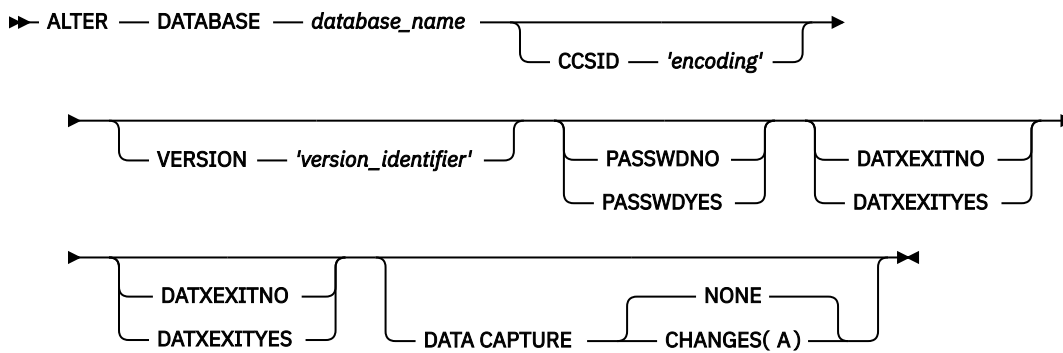 ALTER DATABASE database_name
CCSID 'encoding'
VERSION 'version_identifier' PASSWDNO DATXEXITNO
PASSWDYES DATXEXITYES
DATXEXITNO NONE
DATXEXITYES DATA CAPTURE CHANGES( A )